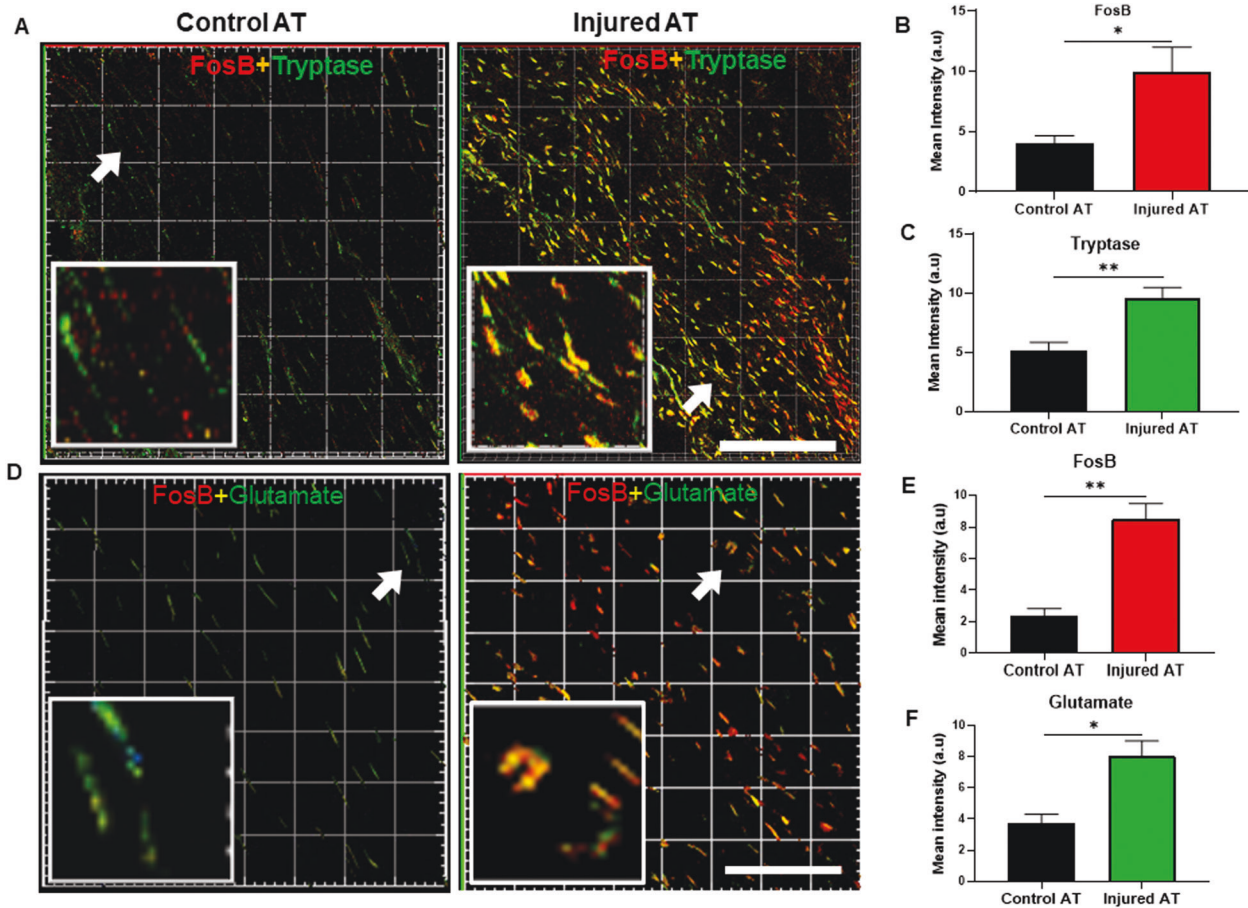 A
Control AT
Injured AT
FosB+Tryptase
FosB+Tryptase
B
FosB
*
Mean Intensity (a.u)
15
10
5
0
Control AT
Injured AT
C
Tryptase
**
Mean Intensity (a.u)
15
10
5
0
Control AT
Injured AT
D
FosB+Glutamate
FosB+Glutamate
E
FosB
**
Mean intensity (a.u)
10
8
6
4
2
0
Control AT
Injured AT
F
Glutamate
*
Mean intensity (a.u)
10
8
6
4
2
0
Control AT
Injured AT